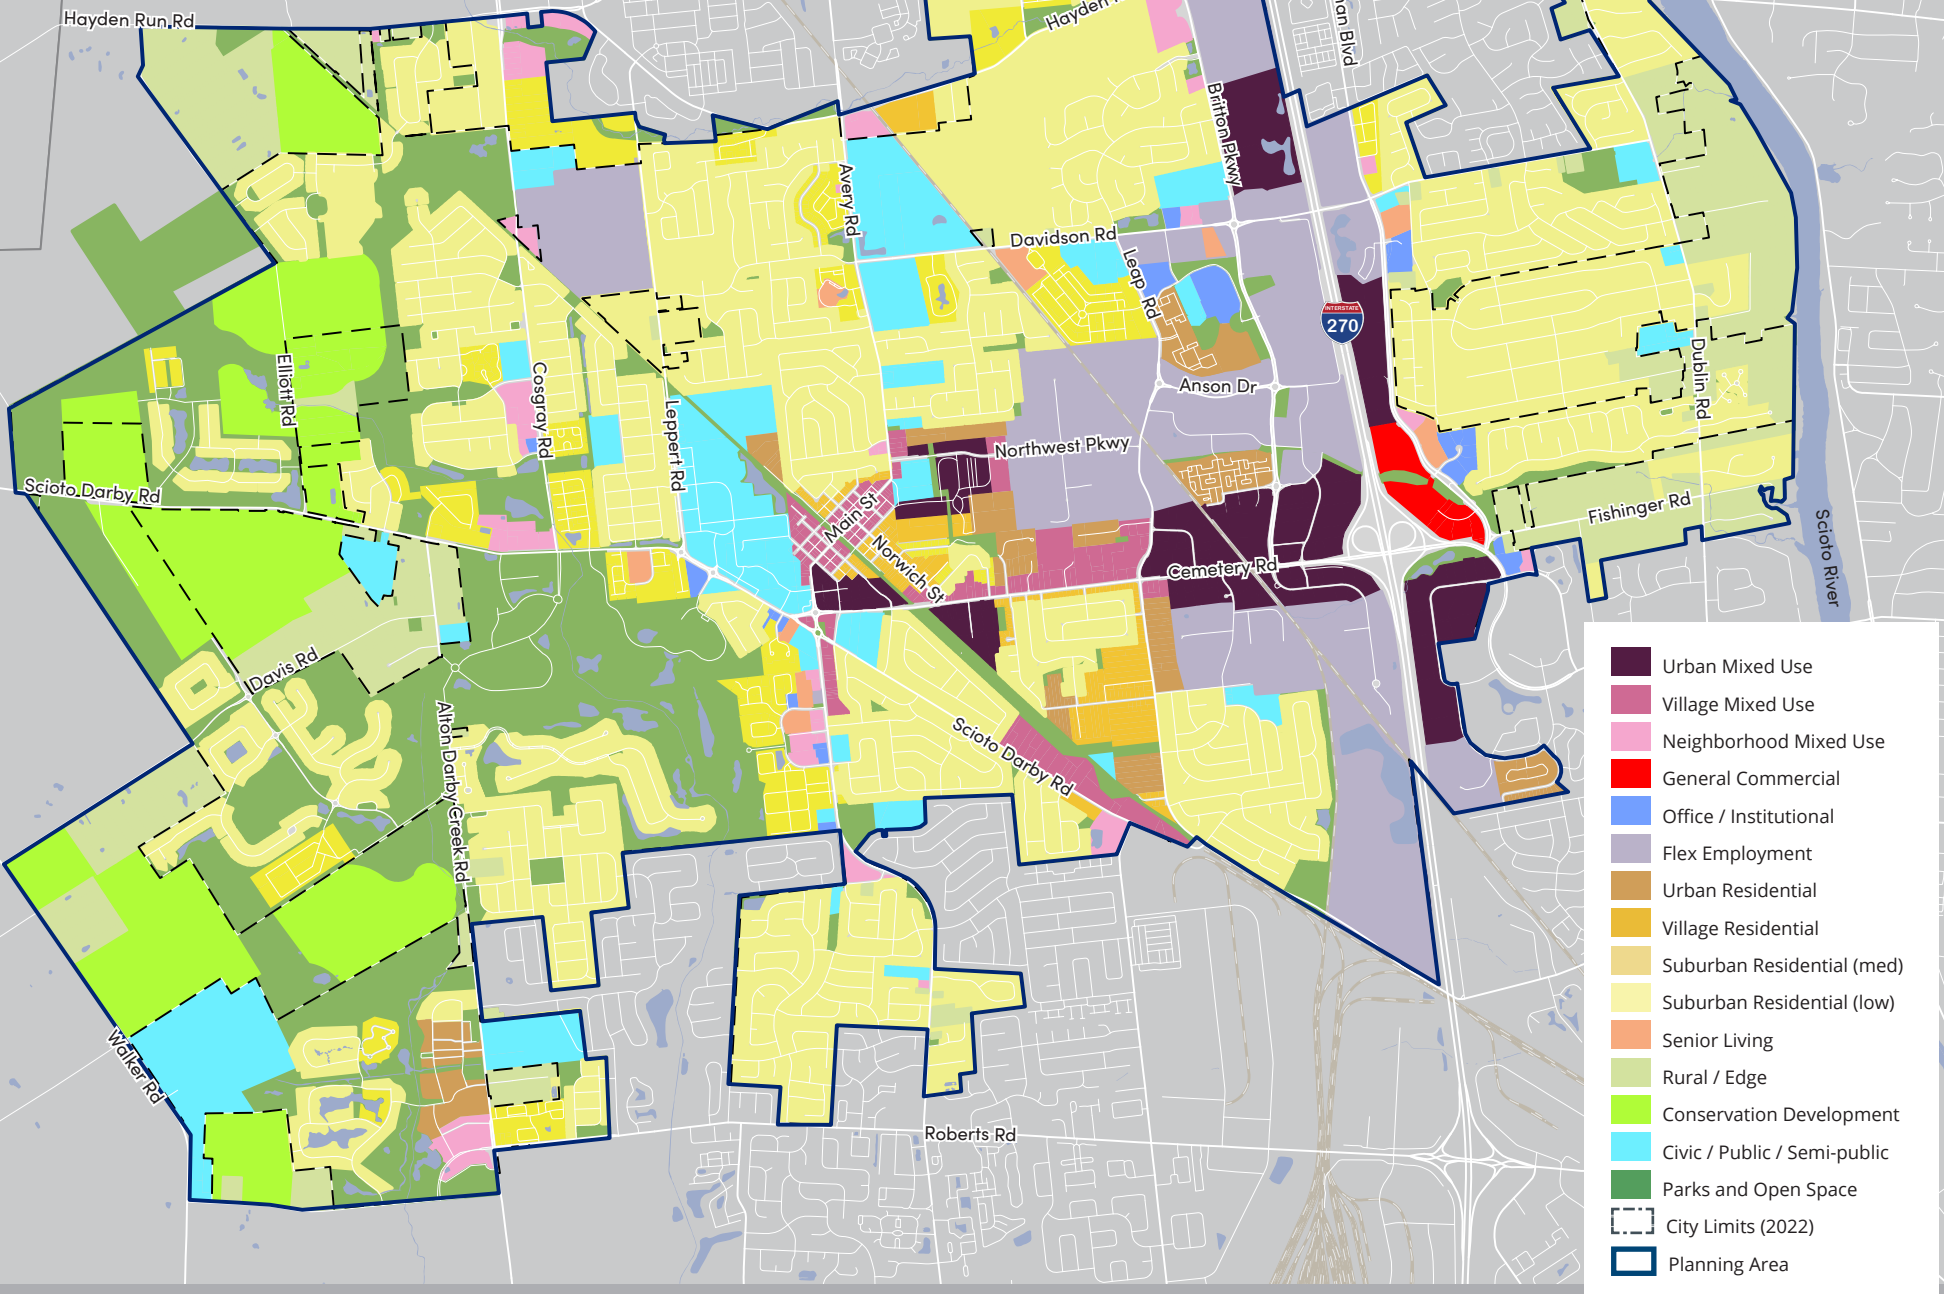 Hayden Run Rd
Hayden
nan Blvd
Britton Pkwy
Avery Rd
Davidson Rd
Leap Rd
INTERSTATE
270
Elliott Rd
Cosgray Rd
Leppert Rd
Anson Dr
Dublin Rd
Northwest Pkwy
Scioto Darby Rd
Main St
Norwich St
Cemetery Rd
Fishinger Rd
Scioto River
Davis Rd
Alton Darby Creek Rd
Scioto Darby Rd
Walker Rd
Roberts Rd
Urban Mixed Use
Village Mixed Use
Neighborhood Mixed Use
General Commercial
Office / Institutional
Flex Employment
Urban Residential
Village Residential
Suburban Residential (med)
Suburban Residential (low)
Senior Living
Rural / Edge
Conservation Development
Civic / Public / Semi-public
Parks and Open Space
City Limits (2022)
Planning Area